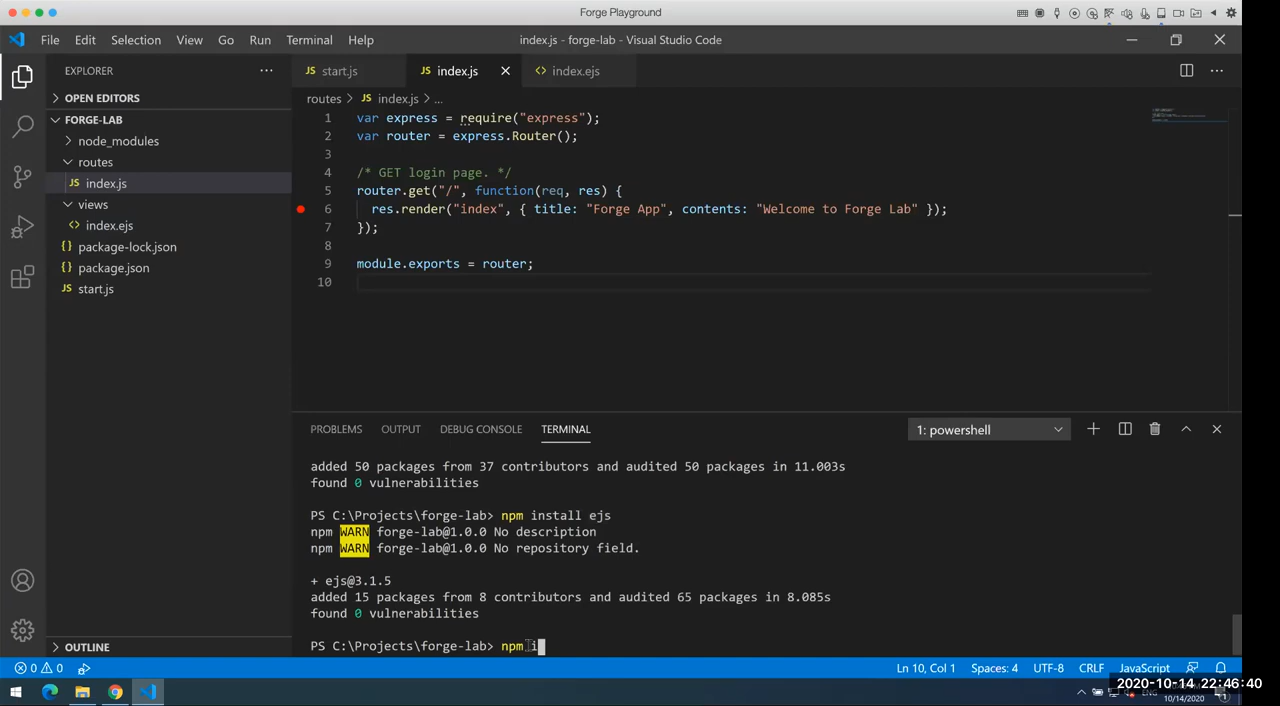 Forge Playground
File Edit Selection View Go Run Terminal Help
index.js - forge-lab - Visual Studio Code
EXPLORER
OPEN EDITORS
FORGE-LAB
node_modules
routes
JS index.js
views
<> index.ejs
{} package-lock.json
{} package.json
JS start.js
OUTLINE
JS start.js
JS index.js
<> index.ejs
routes > JS index.js > ...
1 var express = require("express");
2 var router = express.Router();
3
4 /* GET login page. */
5 router.get("/", function(req, res) {
6 res.render("index", { title: "Forge App", contents: "Welcome to Forge Lab" });
7 });
8
9 module.exports = router;
10
PROBLEMS OUTPUT DEBUG CONSOLE TERMINAL
1: powershell
added 50 packages from 37 contributors and audited 50 packages in 11.003s
found 0 vulnerabilities
PS C:\Projects\forge-lab> npm install ejs
npm WARN forge-lab@1.0.0 No description
npm WARN forge-lab@1.0.0 No repository field.
+ ejs@3.1.5
added 15 packages from 8 contributors and audited 65 packages in 8.085s
found 0 vulnerabilities
PS C:\Projects\forge-lab> npm i
0 0 Ln 10, Col 1 Spaces: 4 UTF-8 CRLF JavaScript
2020-10-14 22:46:40
ENG
10/14/2020